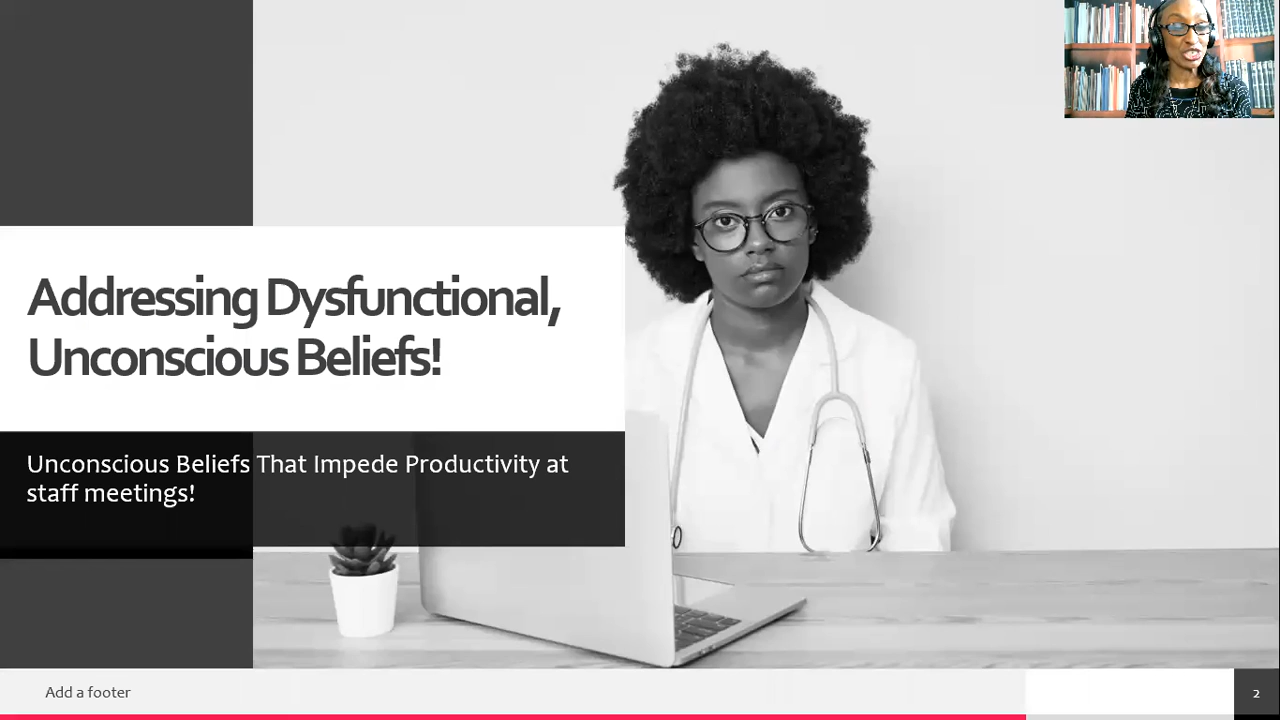 Addressing Dysfunctional,
Unconscious Beliefs!
Unconscious Beliefs That Impede Productivity at
staff meetings!
Add a footer
2